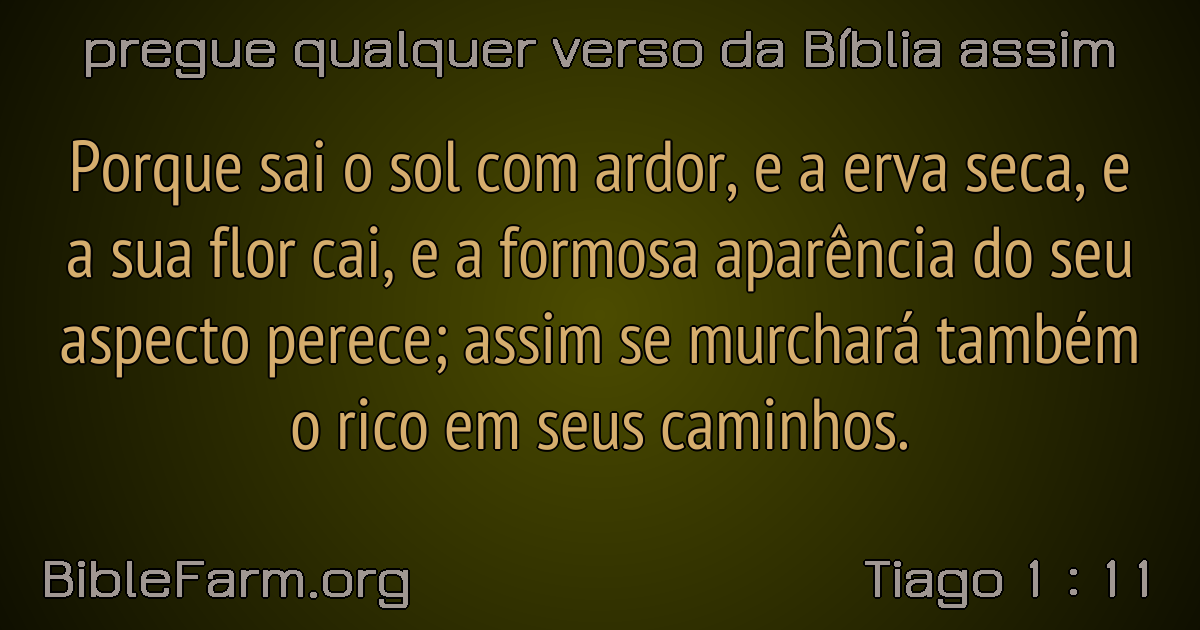 pregue qualquer verso da Bíblia assim
Porque sai o sol com ardor, e a erva seca, e
a sua flor cai, e a formosa aparência do seu
aspecto perece; assim se murchará também
o rico em seus caminhos.
BibleFarm.org
Tiago 1 : 11